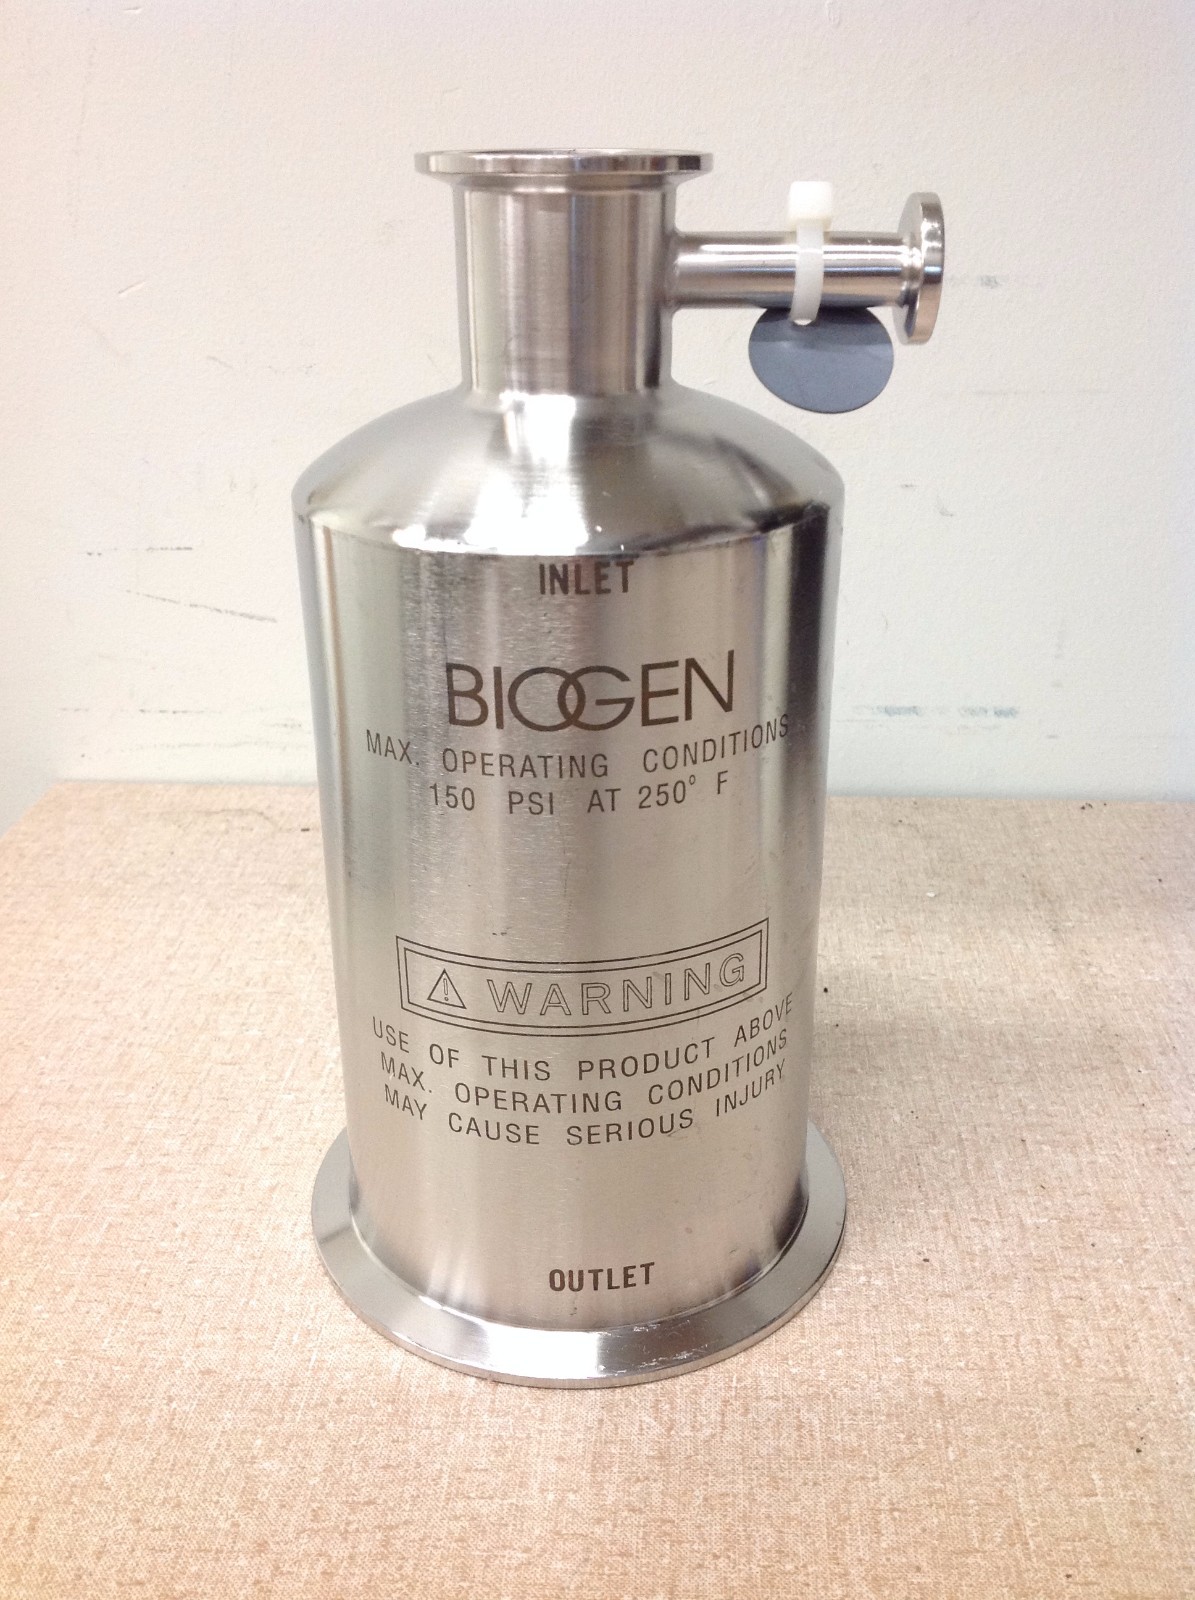 INLET
BIOGEN
MAX. OPERATING CONDITIONS
150 PSI AT 250° F
⚠ WARNING
USE OF THIS PRODUCT ABOVE
MAX. OPERATING CONDITIONS
MAY CAUSE SERIOUS INJURY
OUTLET